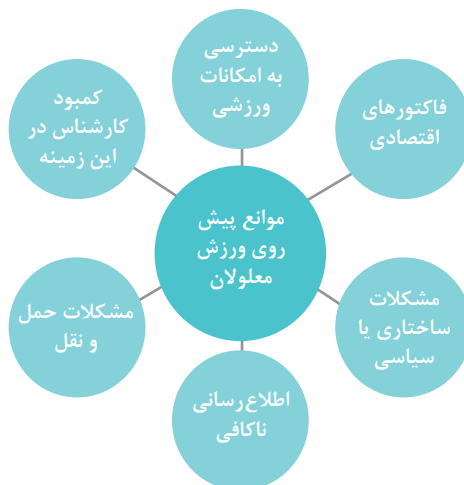 دسترسی
به امکانات
ورزشی
فاکتورهای
اقتصادی
کمبود
کارشناس در
این زمینه
موانع پیش
روی ورزش
معلولان
مشکلات
ساختاری یا
سیاسی
مشکلات حمل
و نقل
اطلاع‌رسانی
ناکافی